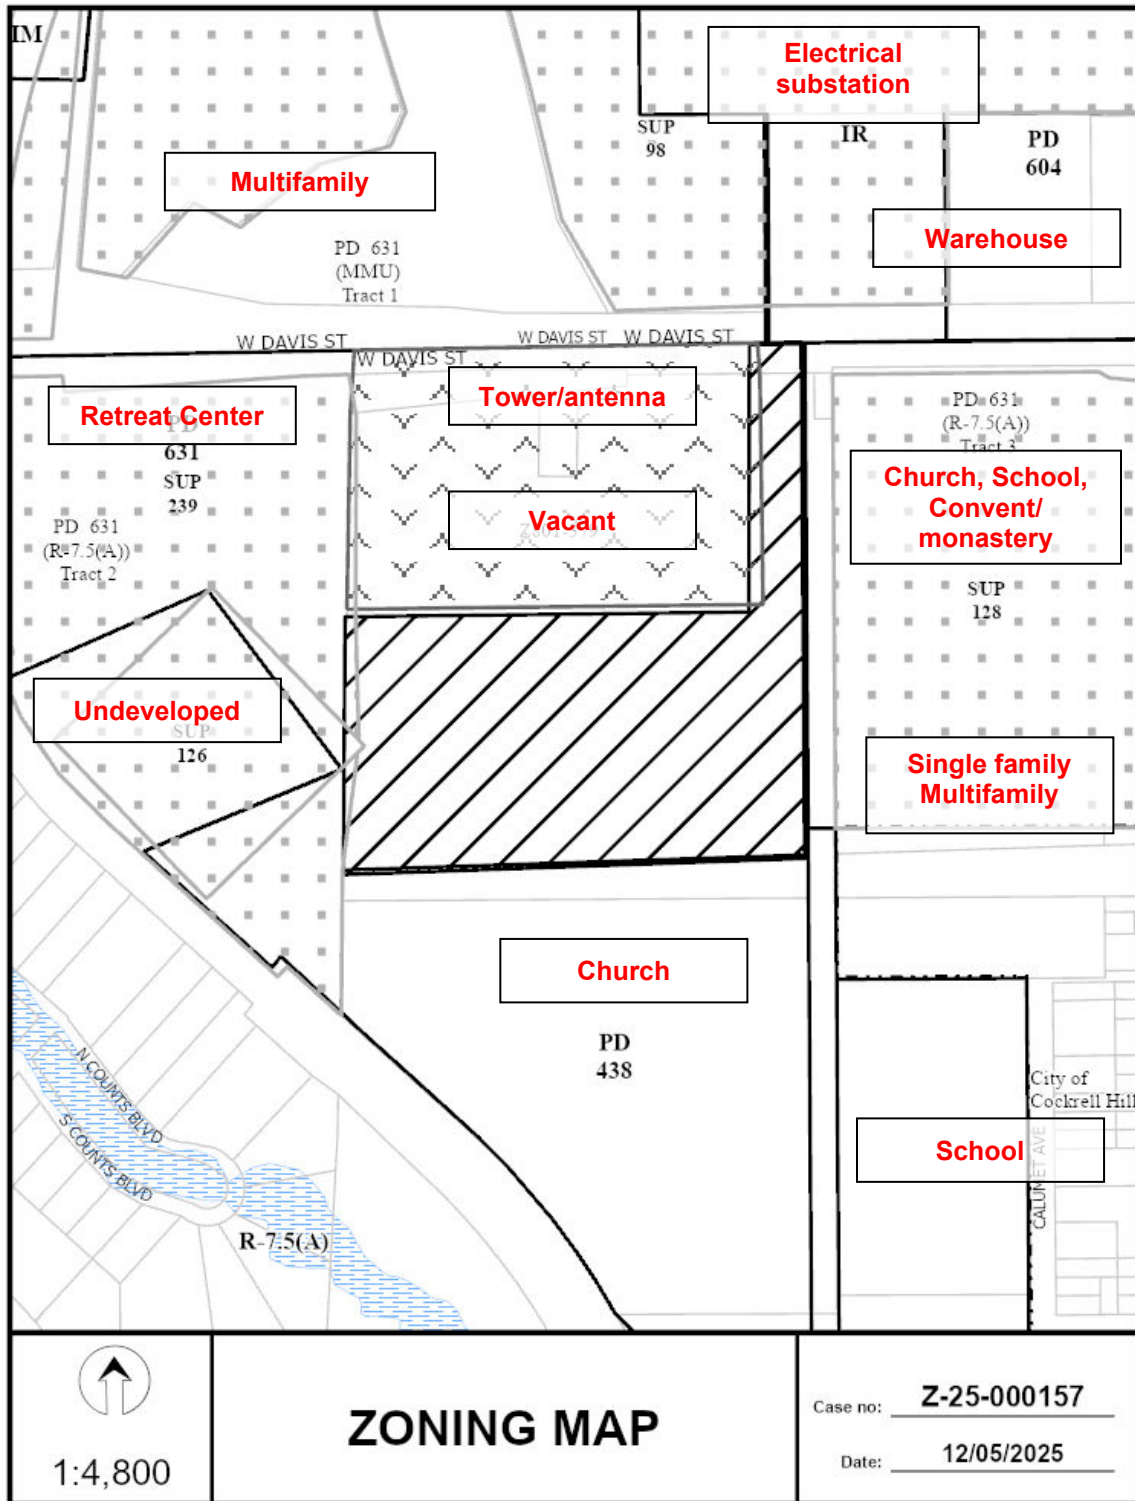 IM
Electrical
substation
SUP
98
IR
PD
604
Multifamily
Warehouse
PD 631
(MMU)
Tract 1
W DAVIS ST
W DAVIS ST
W DAVIS ST
W DAVIS ST
Retreat Center
PD
631
SUP
239
PD 631
(R-7.5(A))
Tract 2
Tower/antenna
Vacant
PD 631
(R-7.5(A))
Tract 3
Church, School,
Convent/
monastery
SUP
128
Undeveloped
SUP
126
Single family
Multifamily
Church
PD
438
City of
Cockrell Hill
School
CALUMET AVE
N COUNTS BLVD
S COUNTS BLVD
R-7.5(A)
1:4,800
ZONING MAP
Case no: Z-25-000157
Date: 12/05/2025